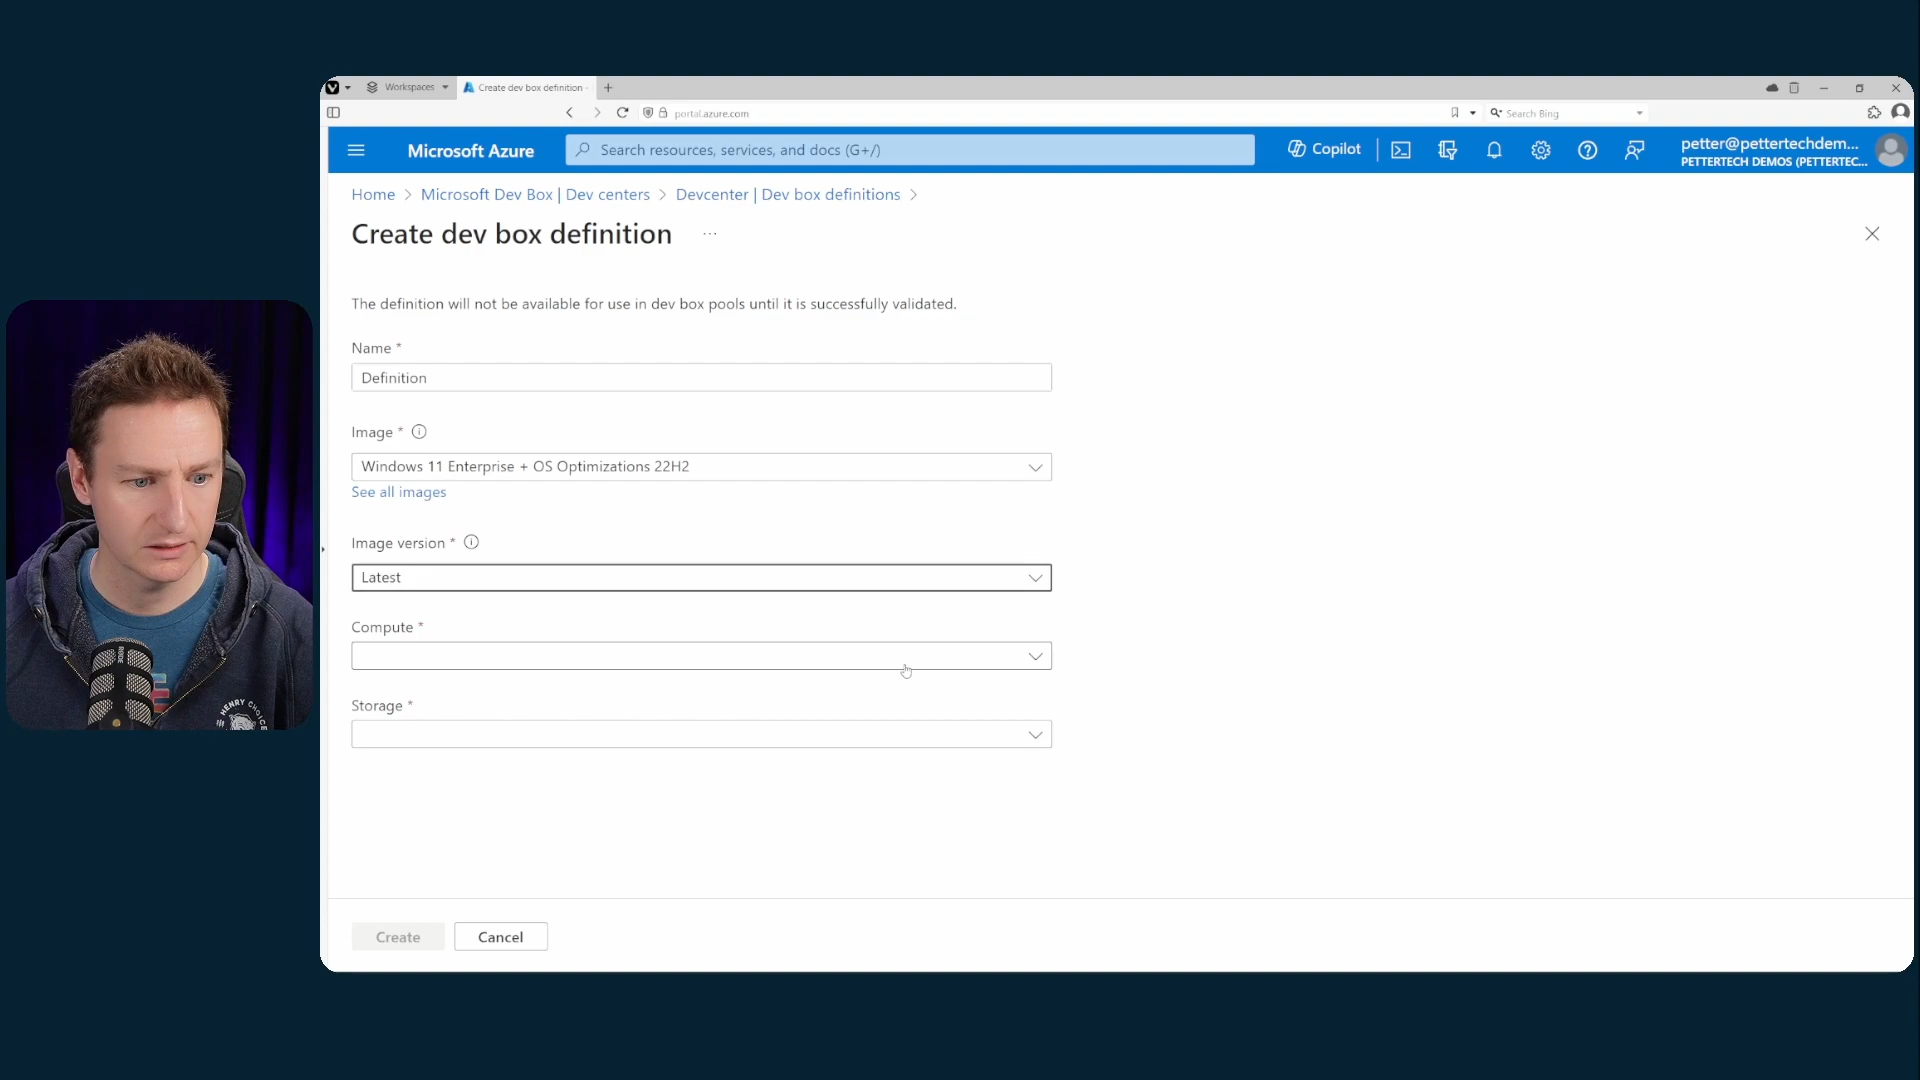 Workspaces
Create dev box definition -
portal.azure.com
Search Bing
Microsoft Azure
Search resources, services, and docs (G+/)
Copilot
petter@pettertechdem...
PETTERTECH DEMOS (PETTERTEC...
Home > Microsoft Dev Box | Dev centers > Devcenter | Dev box definitions >
Create dev box definition ...
The definition will not be available for use in dev box pools until it is successfully validated.
Name *
Definition
Image *
Windows 11 Enterprise + OS Optimizations 22H2
See all images
Image version *
Latest
Compute *
Storage *
Create
Cancel
RØDE
HENRY CHOICE